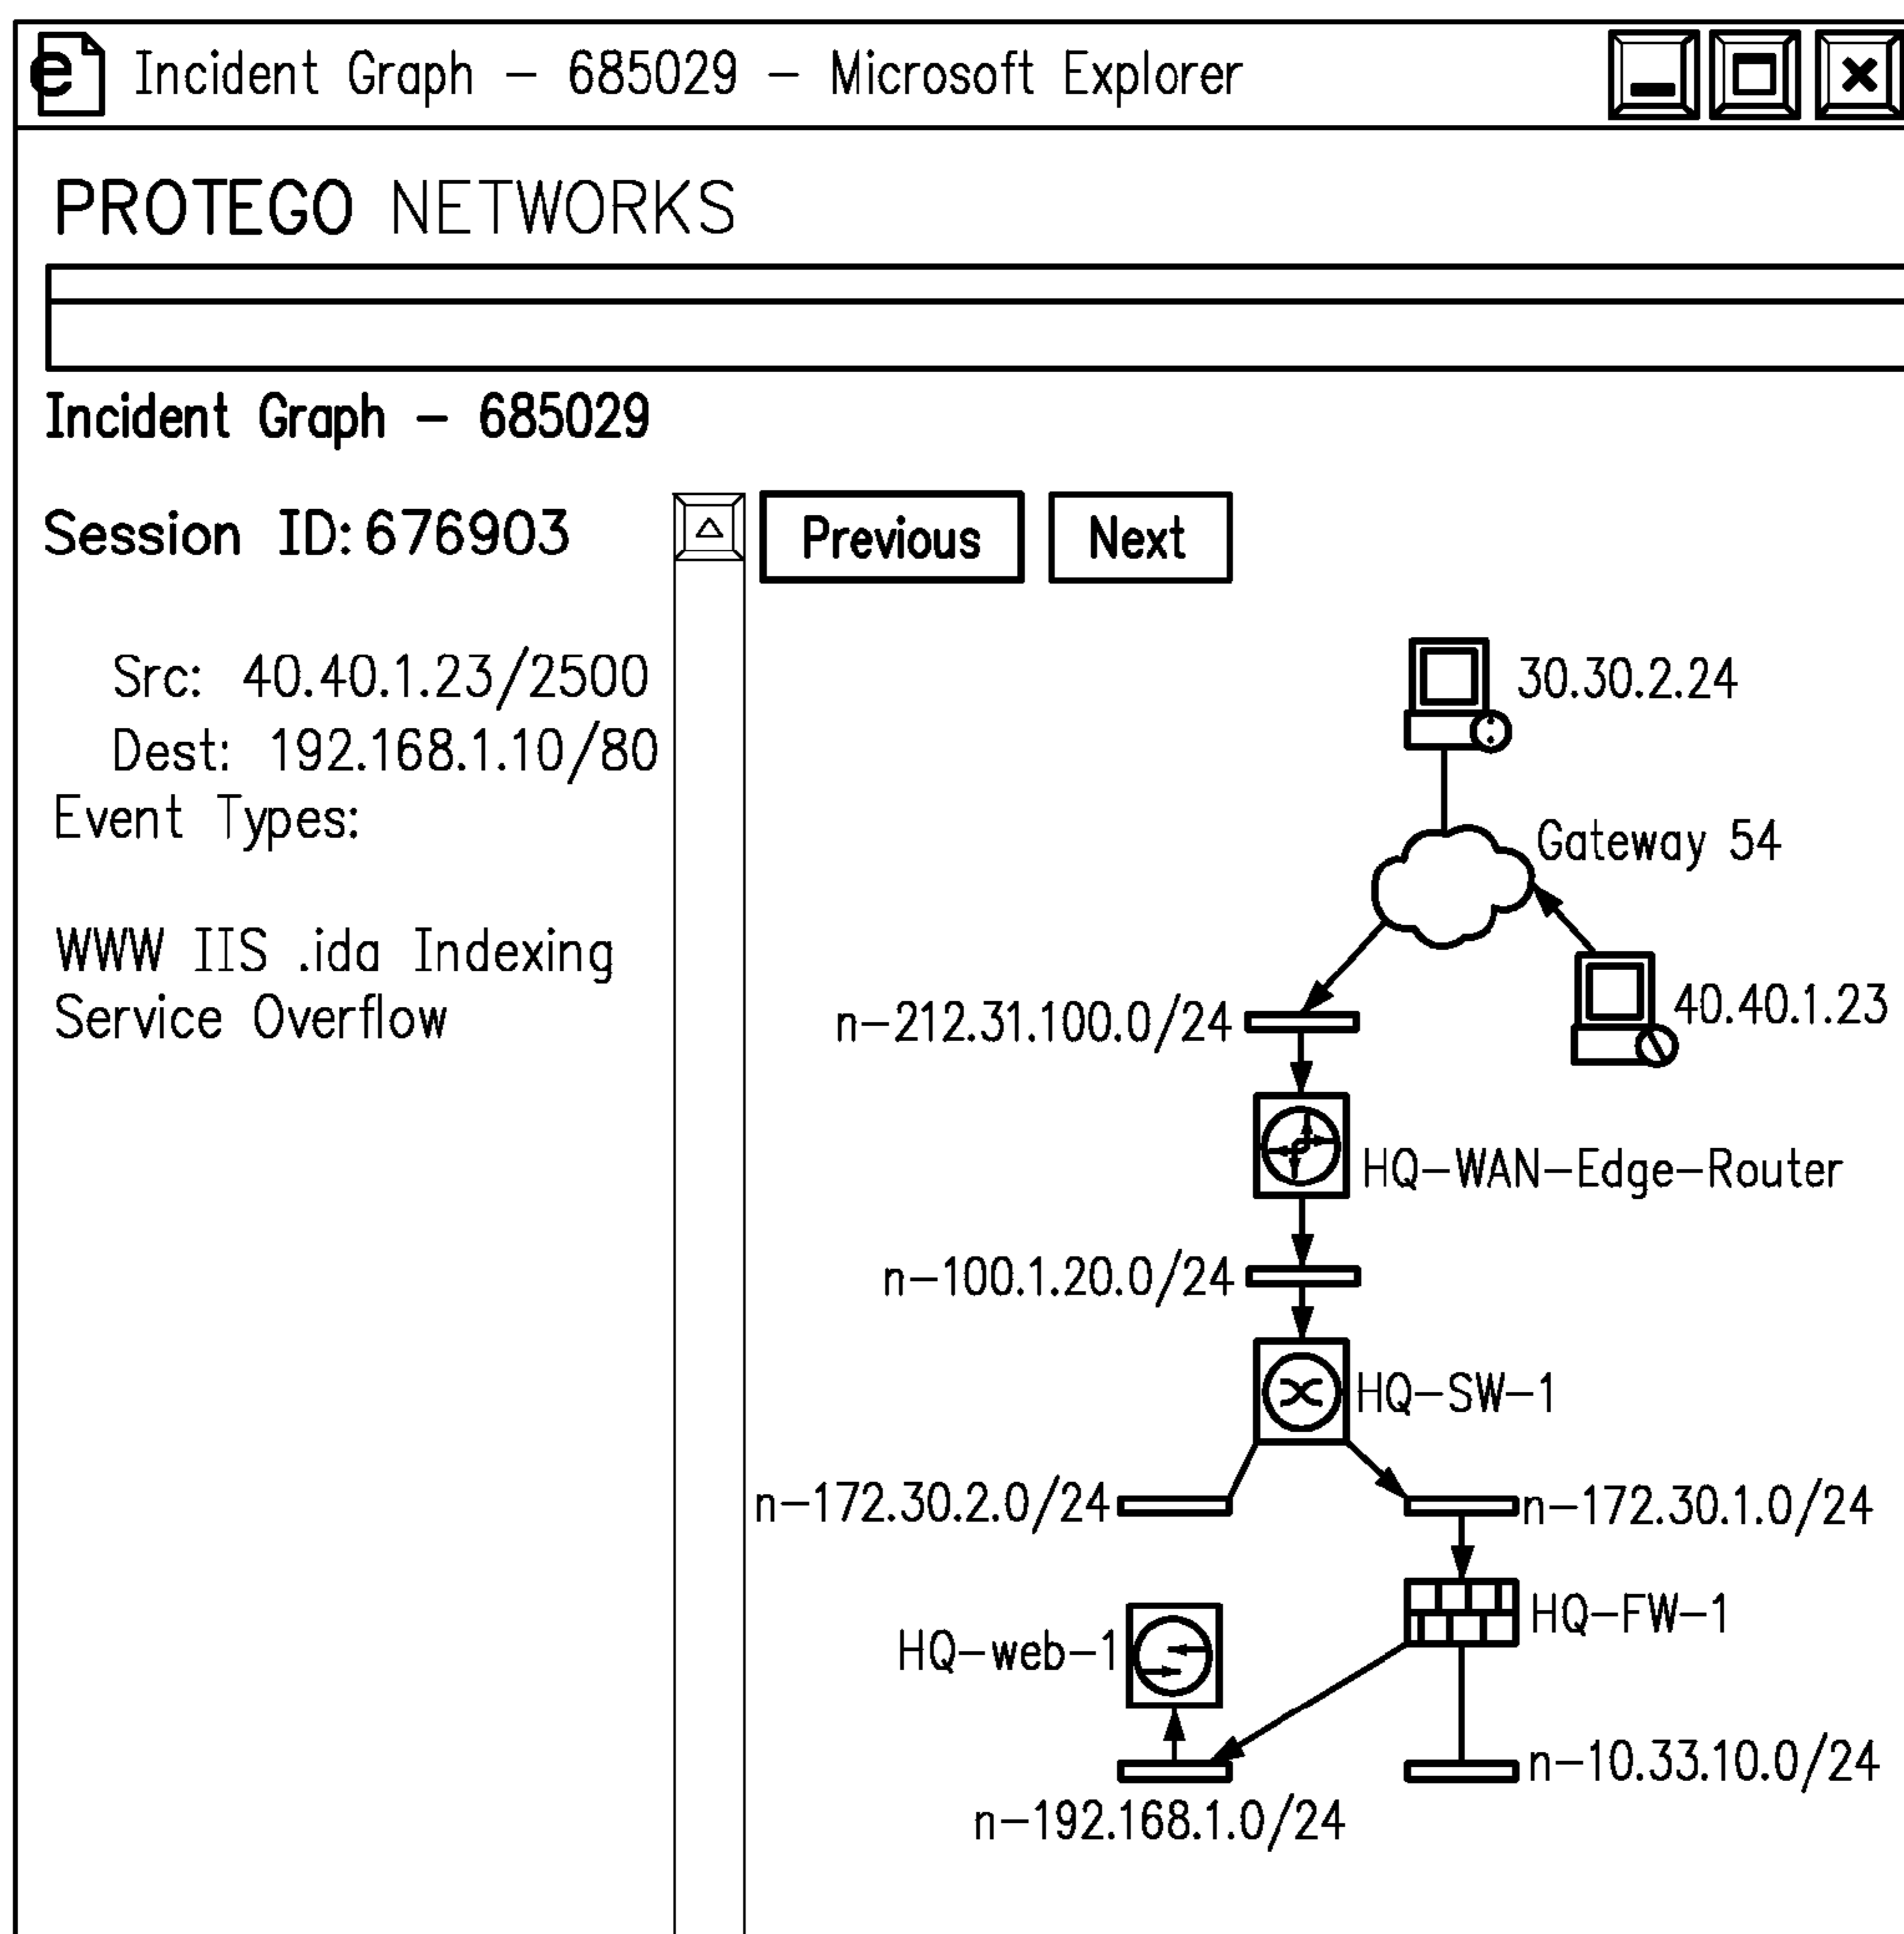 Incident Graph – 685029 – Microsoft Explorer
PROTEGO NETWORKS
Incident Graph – 685029
Session ID: 676903
Previous
Next
Src: 40.40.1.23/2500
Dest: 192.168.1.10/80
Event Types:
WWW IIS .ida Indexing
Service Overflow
30.30.2.24
Gateway 54
40.40.1.23
n-212.31.100.0/24
HQ-WAN-Edge-Router
n-100.1.20.0/24
HQ-SW-1
n-172.30.2.0/24
n-172.30.1.0/24
HQ-FW-1
HQ-web-1
n-10.33.10.0/24
n-192.168.1.0/24